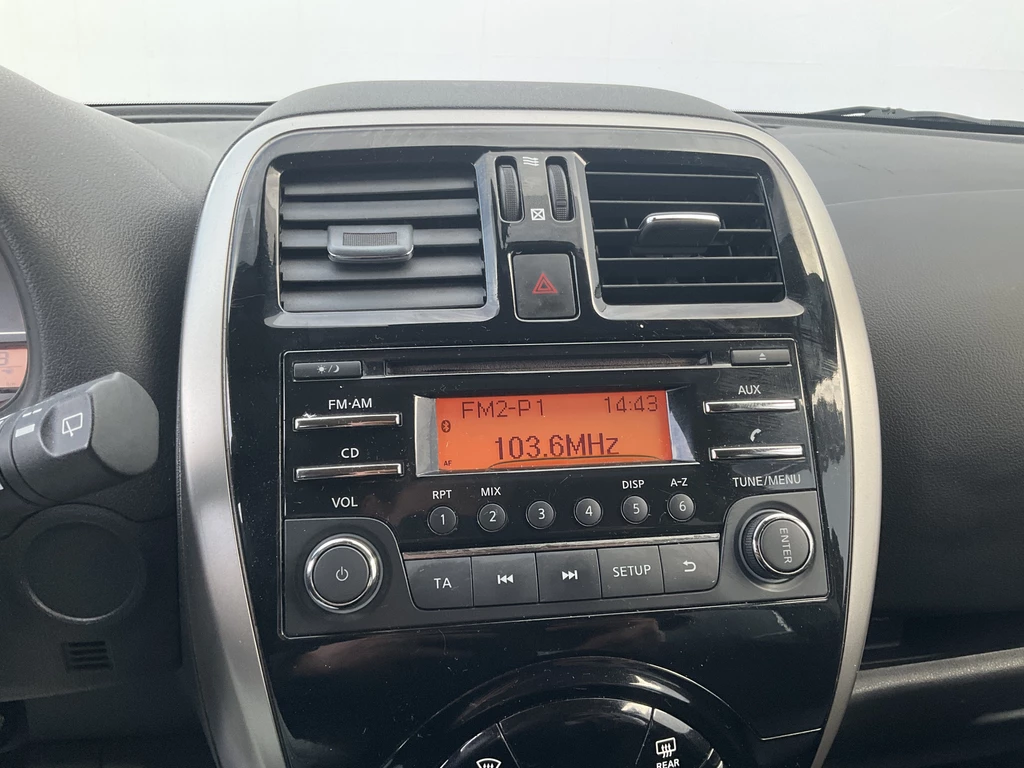 FM·AM
AUX
FM2-P1 14:43
103.6MHz
AF
CD
VOL
RPT MIX DISP A-Z
TUNE/MENU
1 2 3 4 5 6
ENTER
TA SETUP
REAR